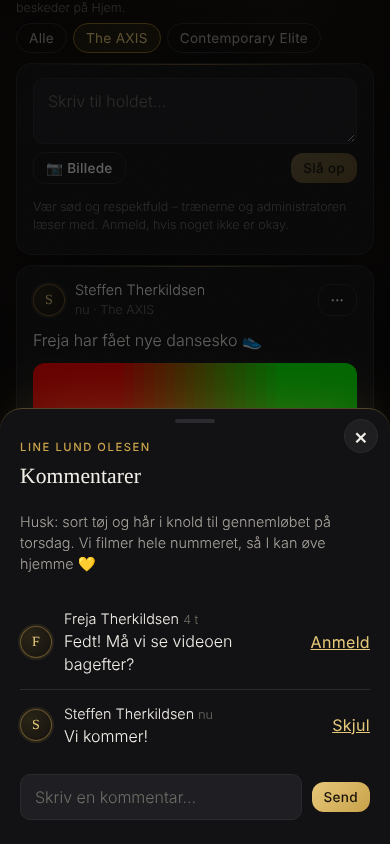 beskeder på Hjem.
Alle
The AXIS
Contemporary Elite
Skriv til holdet...
📷 Billede
Slå op
Vær sød og respektfuld – trænerne og administratoren
læser med. Anmeld, hvis noget ikke er okay.
S
Steffen Therkildsen
nu · The AXIS
...
Freja har fået nye dansesko 👟
LINE LUND OLESEN
×
Kommentarer
Husk: sort tøj og hår i knold til gennemløbet på
torsdag. Vi filmer hele nummeret, så I kan øve
hjemme 💛
F
Freja Therkildsen 4 t
Fedt! Må vi se videoen
bagefter?
Anmeld
S
Steffen Therkildsen nu
Vi kommer!
Skjul
Skriv en kommentar...
Send